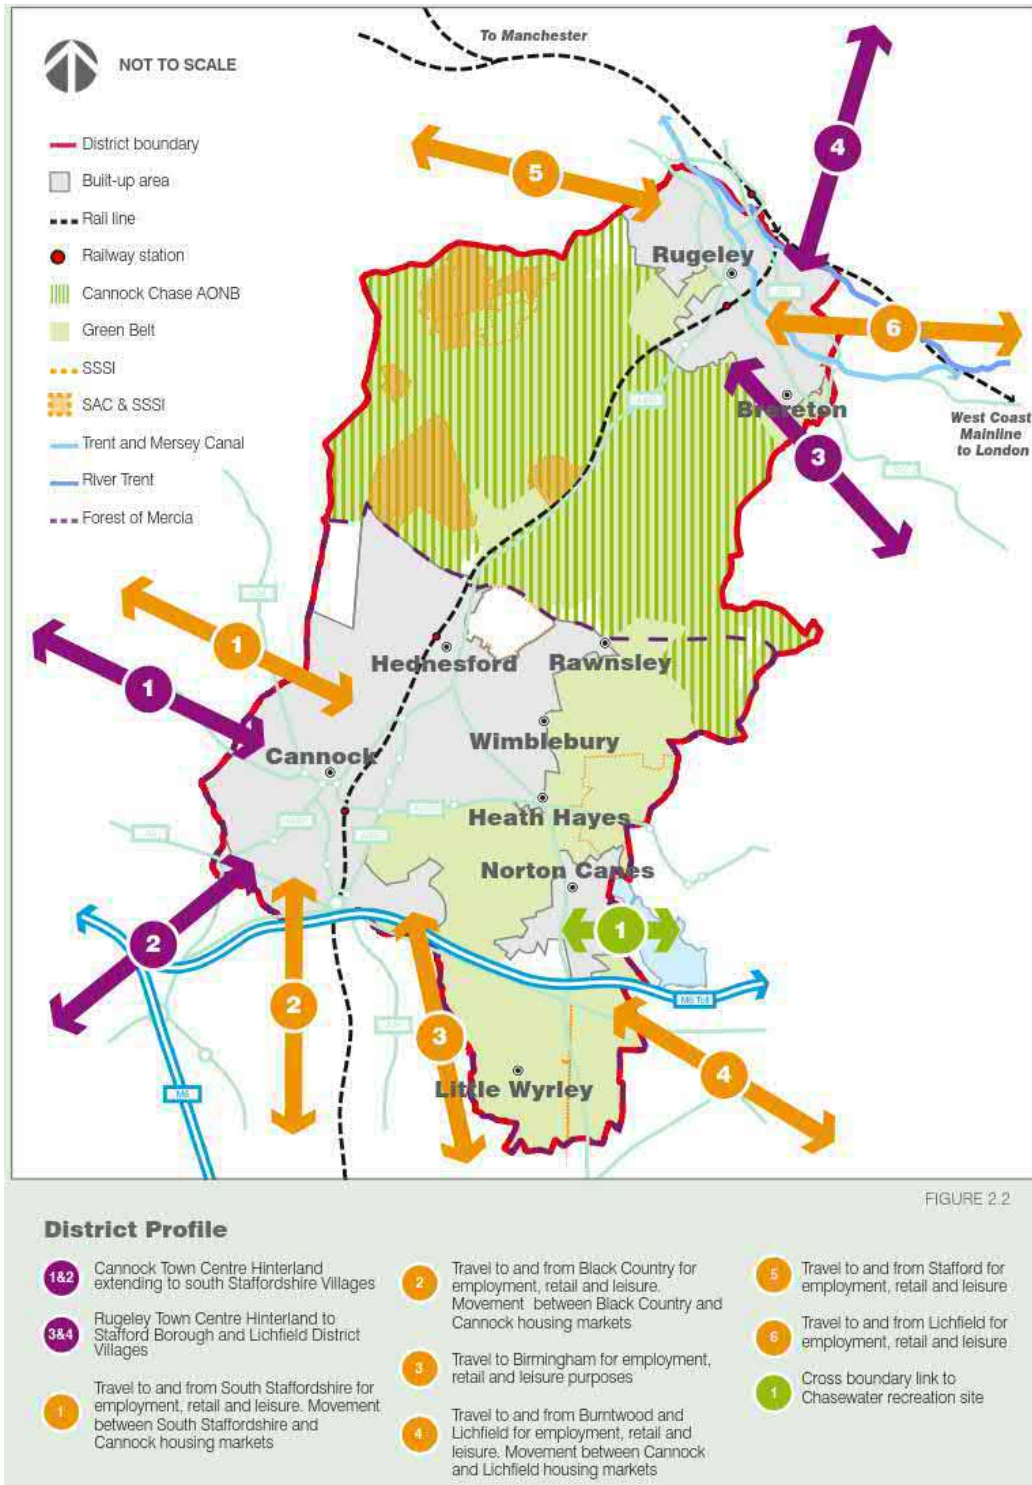 To Manchester
NOT TO SCALE
4
District boundary
5
Built-up area
Rail line
Rugeley
Railway station
Cannock Chase AONB
Green Belt
6
SSSI
SAC & SSSI
Brereton
West Coast
Mainline
to London
Trent and Mersey Canal
3
River Trent
Forest of Mercia
1
Hednesford
Rawnsley
1
Wimblebury
Cannock
Heath Hayes
Norton Canes
1
2
M6 Toll
2
3
4
Little Wyrley
M6
FIGURE 2.2
District Profile
1&2
Cannock Town Centre Hinterland
extending to south Staffordshire Villages
3&4
Rugeley Town Centre Hinterland to
Stafford Borough and Lichfield District
Villages
1
Travel to and from South Staffordshire for
employment, retail and leisure. Movement
between South Staffordshire and
Cannock housing markets
2
Travel to and from Black Country for
employment, retail and leisure.
Movement between Black Country and
Cannock housing markets
3
Travel to Birmingham for employment,
retail and leisure purposes
4
Travel to and from Burntwood and
Lichfield for employment, retail and
leisure. Movement between Cannock
and Lichfield housing markets
5
Travel to and from Stafford for
employment, retail and leisure
6
Travel to and from Lichfield for
employment, retail and leisure
1
Cross boundary link to
Chasewater recreation site